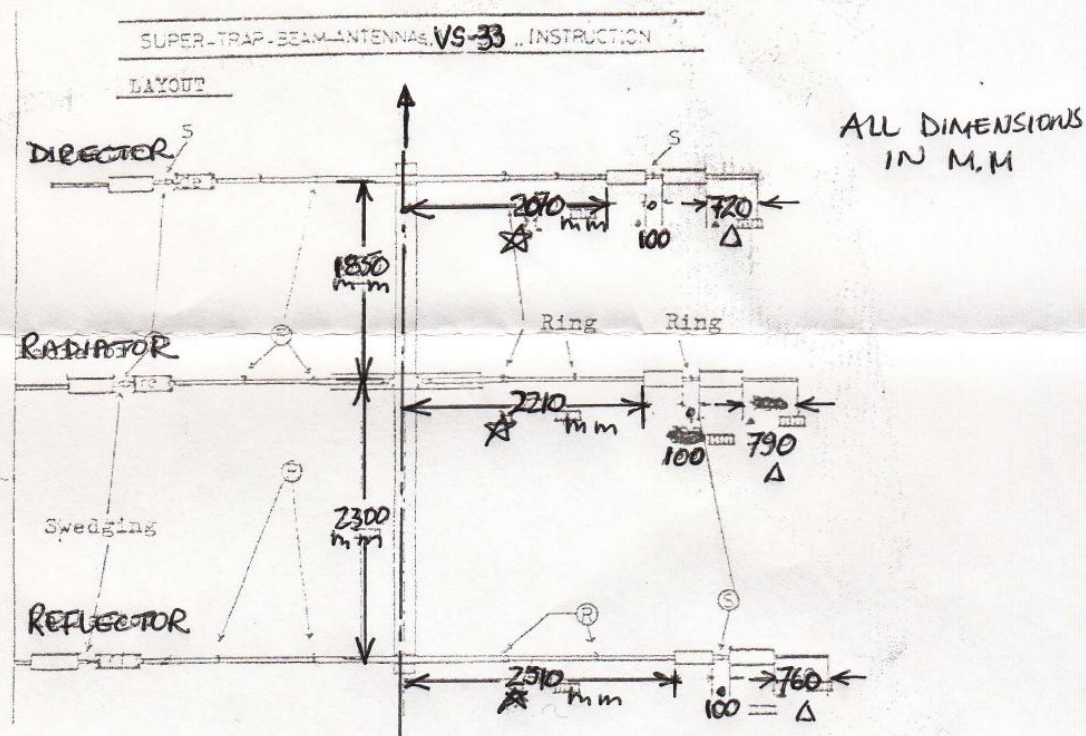 SUPER-TRAP-BEAM-ANTENNAS VS-33 INSTRUCTION
LAYOUT
ALL DIMENSIONS
IN M.M
S
S
DIRECTER
2070
mm
720
100
1850
mm
Ring
Ring
RADIATOR
2210
mm
100
790
Swedging
2300
mm
REFLECTOR
R
S
2510
mm
760
100